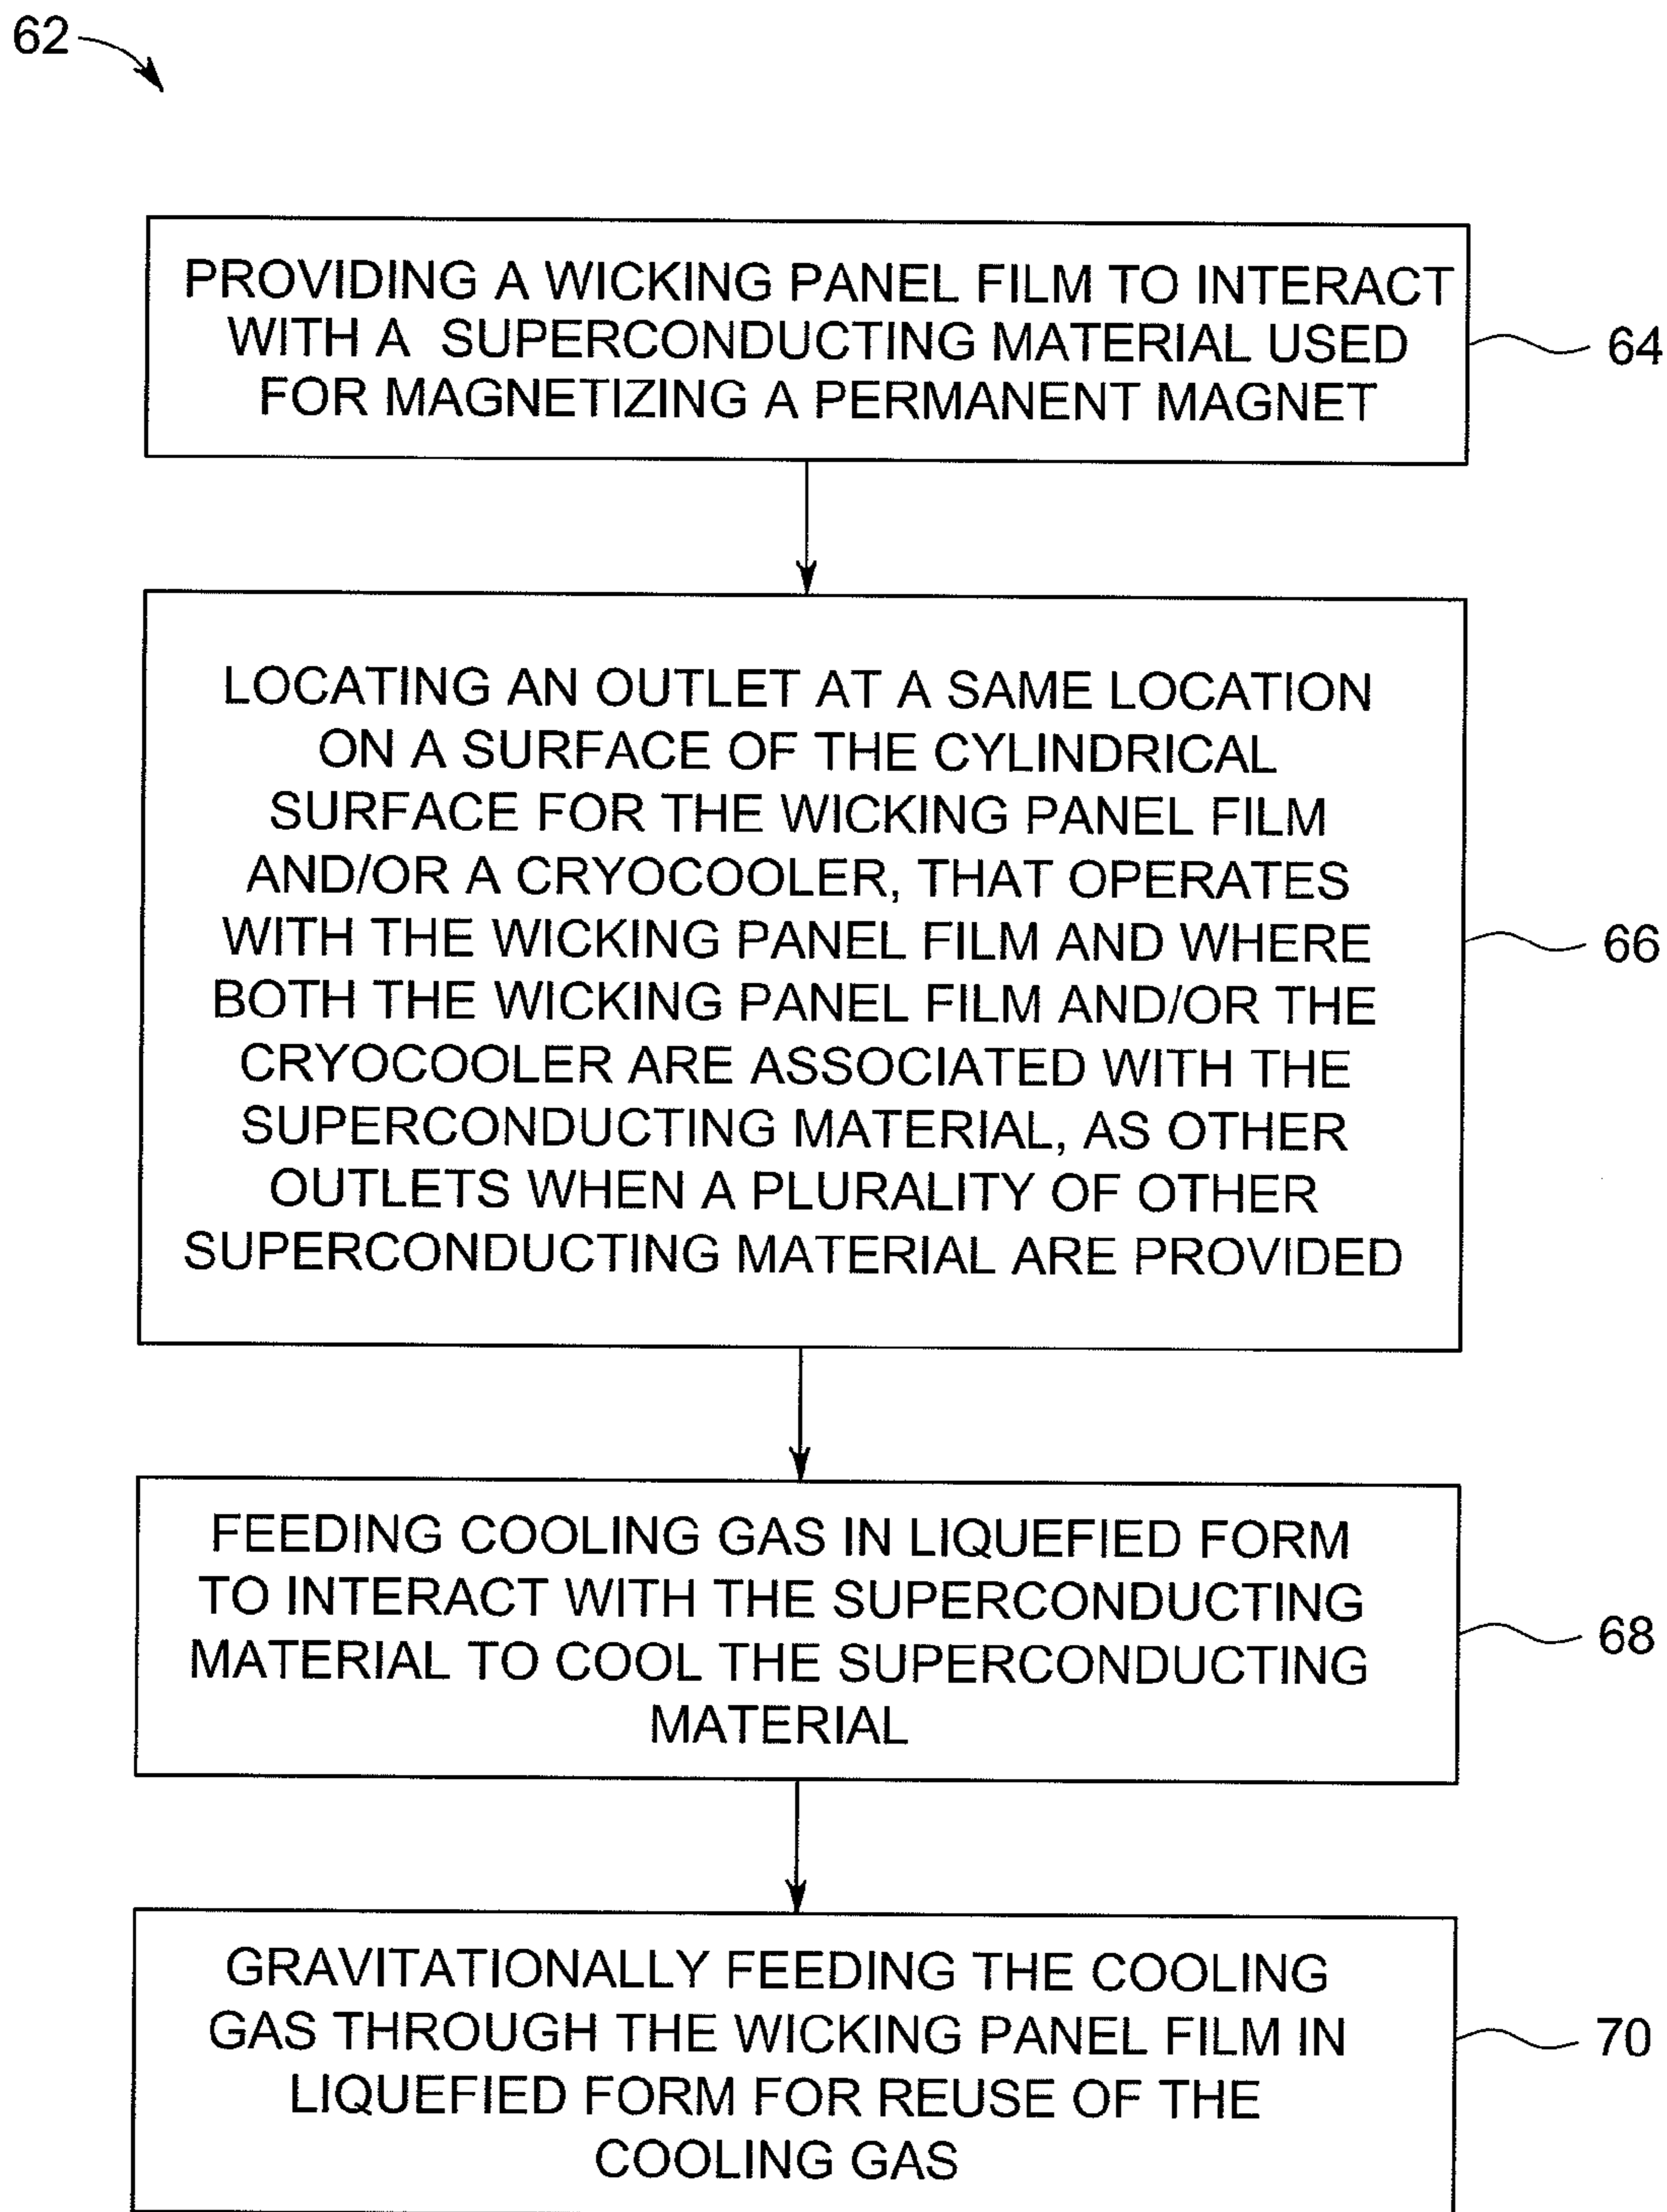 62
PROVIDING A WICKING PANEL FILM TO INTERACT
WITH A SUPERCONDUCTING MATERIAL USED
FOR MAGNETIZING A PERMANENT MAGNET
64
LOCATING AN OUTLET AT A SAME LOCATION
ON A SURFACE OF THE CYLINDRICAL
SURFACE FOR THE WICKING PANEL FILM
AND/OR A CRYOCOOLER, THAT OPERATES
WITH THE WICKING PANEL FILM AND WHERE
BOTH THE WICKING PANEL FILM AND/OR THE
CRYOCOOLER ARE ASSOCIATED WITH THE
SUPERCONDUCTING MATERIAL, AS OTHER
OUTLETS WHEN A PLURALITY OF OTHER
SUPERCONDUCTING MATERIAL ARE PROVIDED
66
FEEDING COOLING GAS IN LIQUEFIED FORM
TO INTERACT WITH THE SUPERCONDUCTING
MATERIAL TO COOL THE SUPERCONDUCTING
MATERIAL
68
GRAVITATIONALLY FEEDING THE COOLING
GAS THROUGH THE WICKING PANEL FILM IN
LIQUEFIED FORM FOR REUSE OF THE
COOLING GAS
70